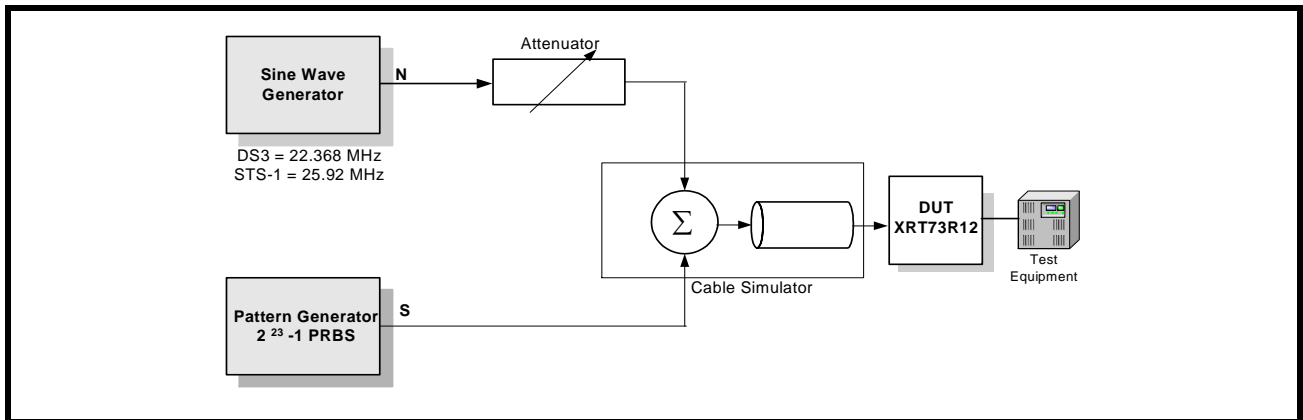 Attenuator
Sine Wave
Generator
N
DS3 = 22.368 MHz
STS-1 = 25.92 MHz
Σ
DUT
XRT73R12
Test
Equipment
Cable Simulator
Pattern Generator
2 ²³ -1 PRBS
S